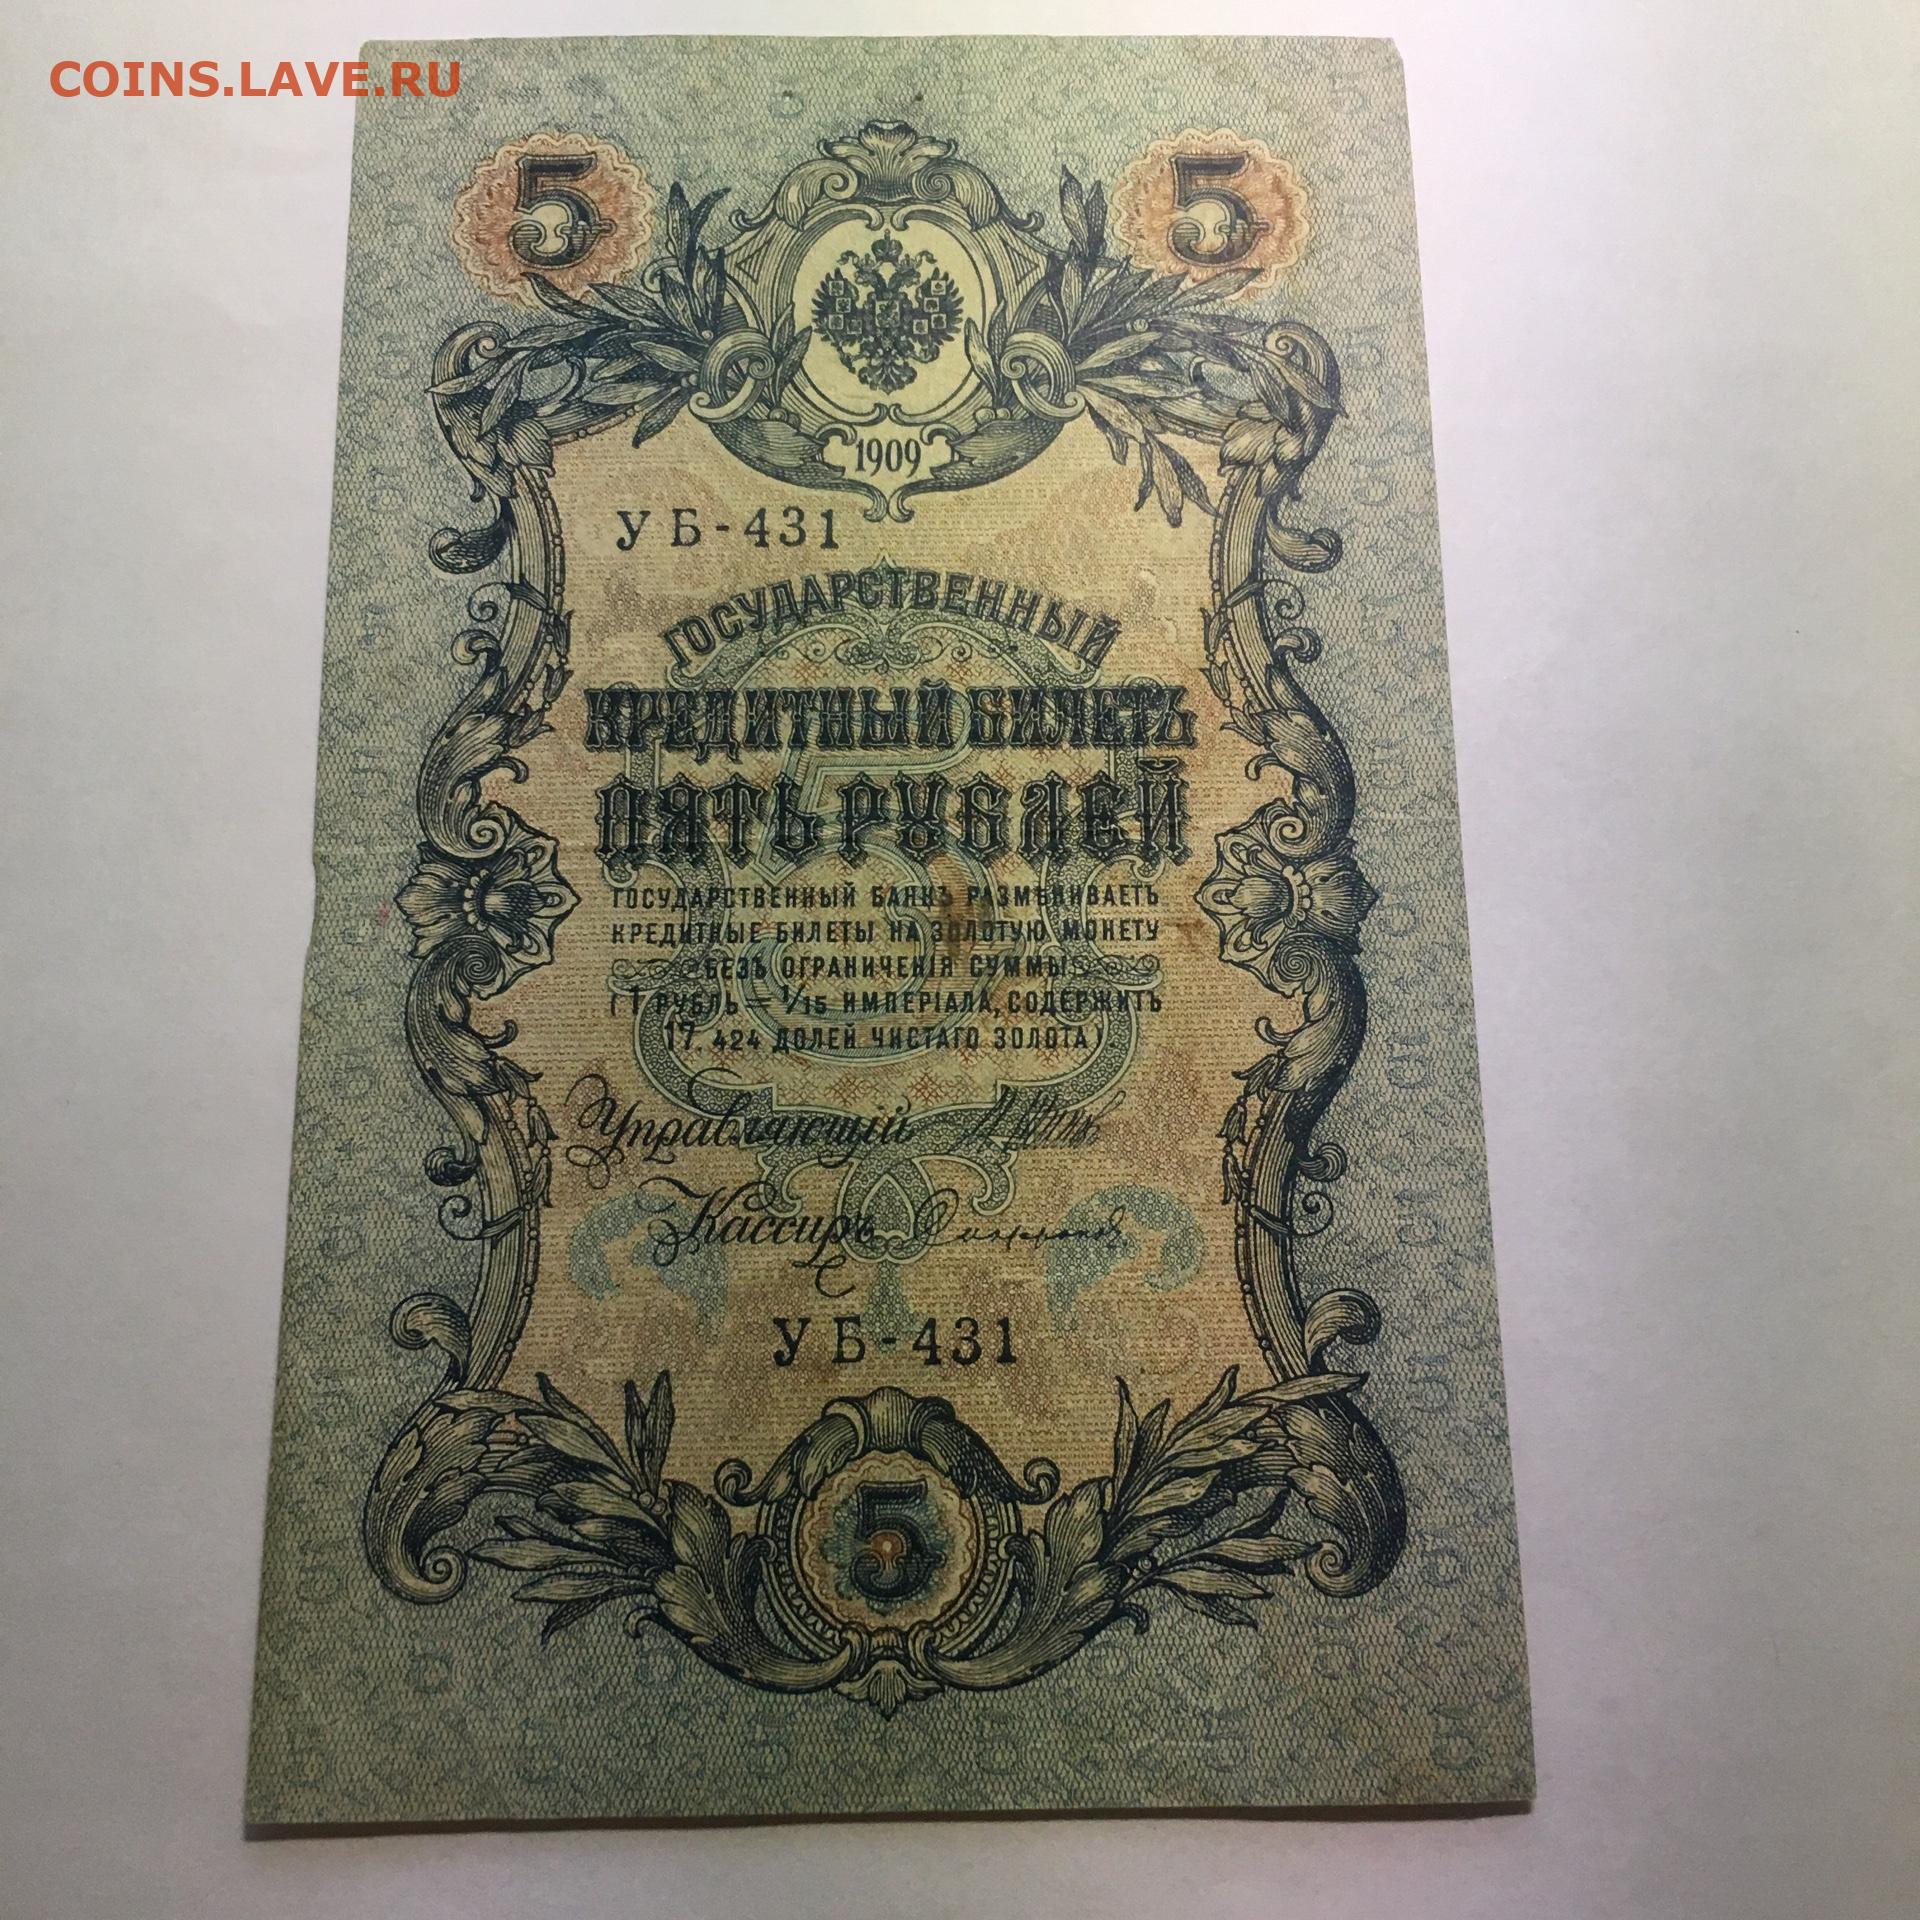 COINS.LAVE.RU
5 5
1909
УБ-431
ГОСУДАРСТВЕННЫЙ
КРЕДИТНЫЙ БИЛЕТЪ
ПЯТЬ РУБЛЕЙ
ГОСУДАРСТВЕННЫЙ БАНКЪ РАЗМѢНИВАЕТЪ
КРЕДИТНЫЕ БИЛЕТЫ НА ЗОЛОТУЮ МОНЕТУ
БЕЗЪ ОГРАНИЧЕНІЯ СУММЫ
(1 РУБЛЬ = 1/15 ИМПЕРІАЛА, СОДЕРЖИТЪ
17. 424 ДОЛЕЙ ЧИСТАГО ЗОЛОТА).
Управляющій
Кассиръ
УБ-431
5